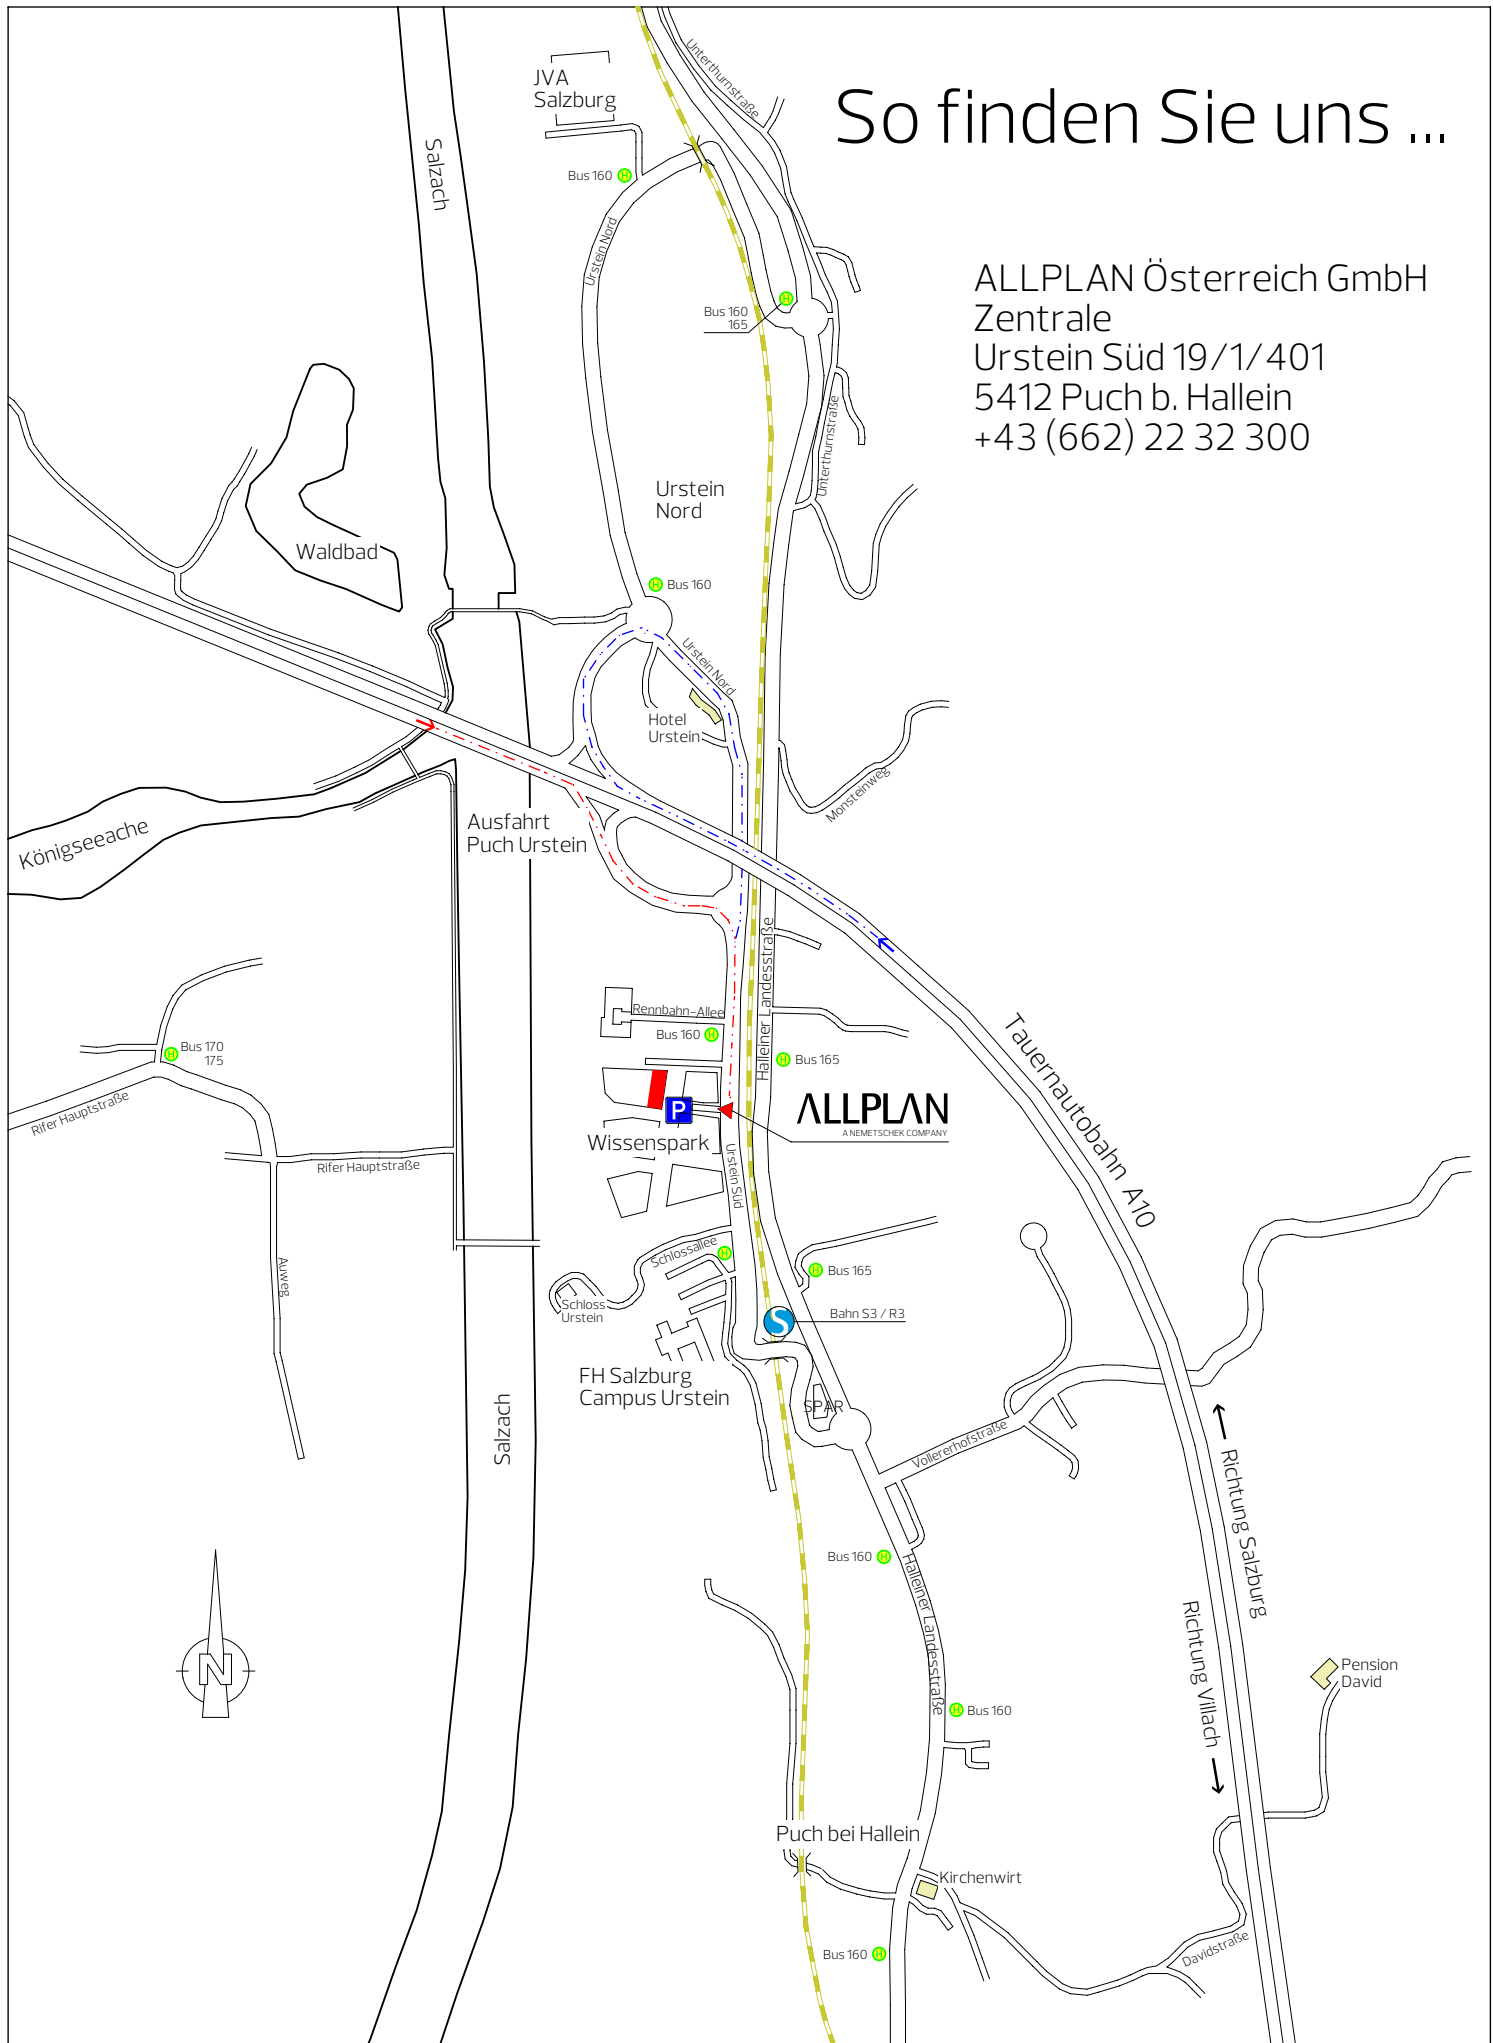 So finden Sie uns ...
ALLPLAN Österreich GmbH
Zentrale
Urstein Süd 19/1/401
5412 Puch b. Hallein
+43 (662) 22 32 300
JVA
Salzburg
Unterthurnstraße
Salzach
Bus 160
H
Urstein Nord
H
Bus 160
165
Unterthurnstraße
Urstein
Nord
Waldbad
H
Bus 160
Urstein Nord
Hotel
Urstein
Monsteinweg
Ausfahrt
Puch Urstein
Königseeache
Halleiner Landesstraße
Rennbahn-Allee
Bus 160
H
H
Bus 165
Tauernautobahn A10
H
Bus 170
175
Rifer Hauptstraße
Rifer Hauptstraße
P
ALLPLAN
A NEMETSCHEK COMPANY
Wissenspark
Urstein Süd
Schlossallee
H
H
Bus 165
Auweg
Schloss
Urstein
S
Bahn S3 / R3
FH Salzburg
Campus Urstein
SPAR
Salzach
Vollererhofstraße
Richtung Salzburg
Bus 160
H
Halleiner Landesstraße
Richtung Villach
N
Pension
David
H
Bus 160
Puch bei Hallein
Kirchenwirt
Davidstraße
Bus 160
H